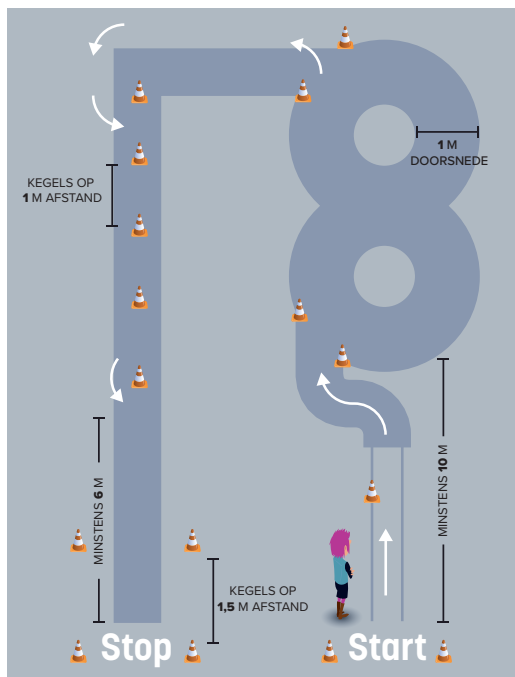 1 M
DOORSNEDE
KEGELS OP
1 M AFSTAND
MINSTENS 6 M
MINSTENS 10 M
KEGELS OP
1,5 M AFSTAND
Stop
Start